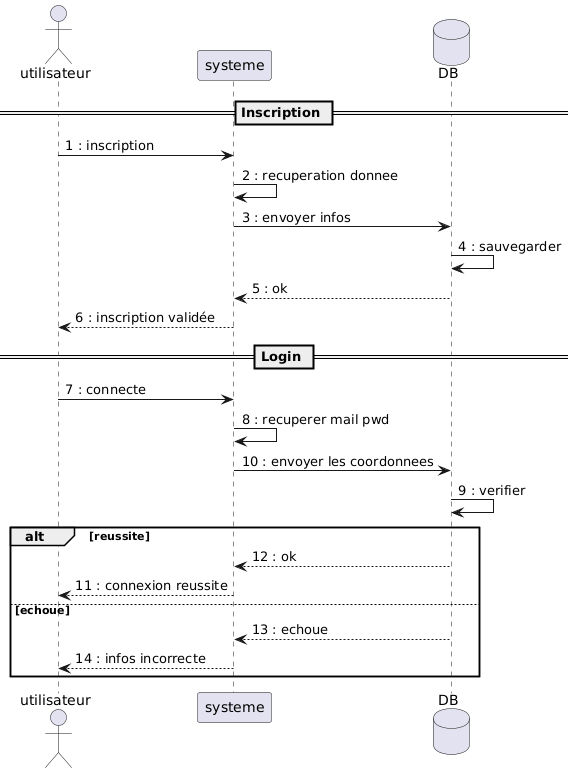 utilisateur
systeme
DB
Inscription
1 : inscription
2 : recuperation donnee
3 : envoyer infos
4 : sauvegarder
5 : ok
6 : inscription validée
Login
7 : connecte
8 : recuperer mail pwd
10 : envoyer les coordonnees
9 : verifier
alt [reussite]
12 : ok
11 : connexion reussite
[echoue]
13 : echoue
14 : infos incorrecte
utilisateur
systeme
DB